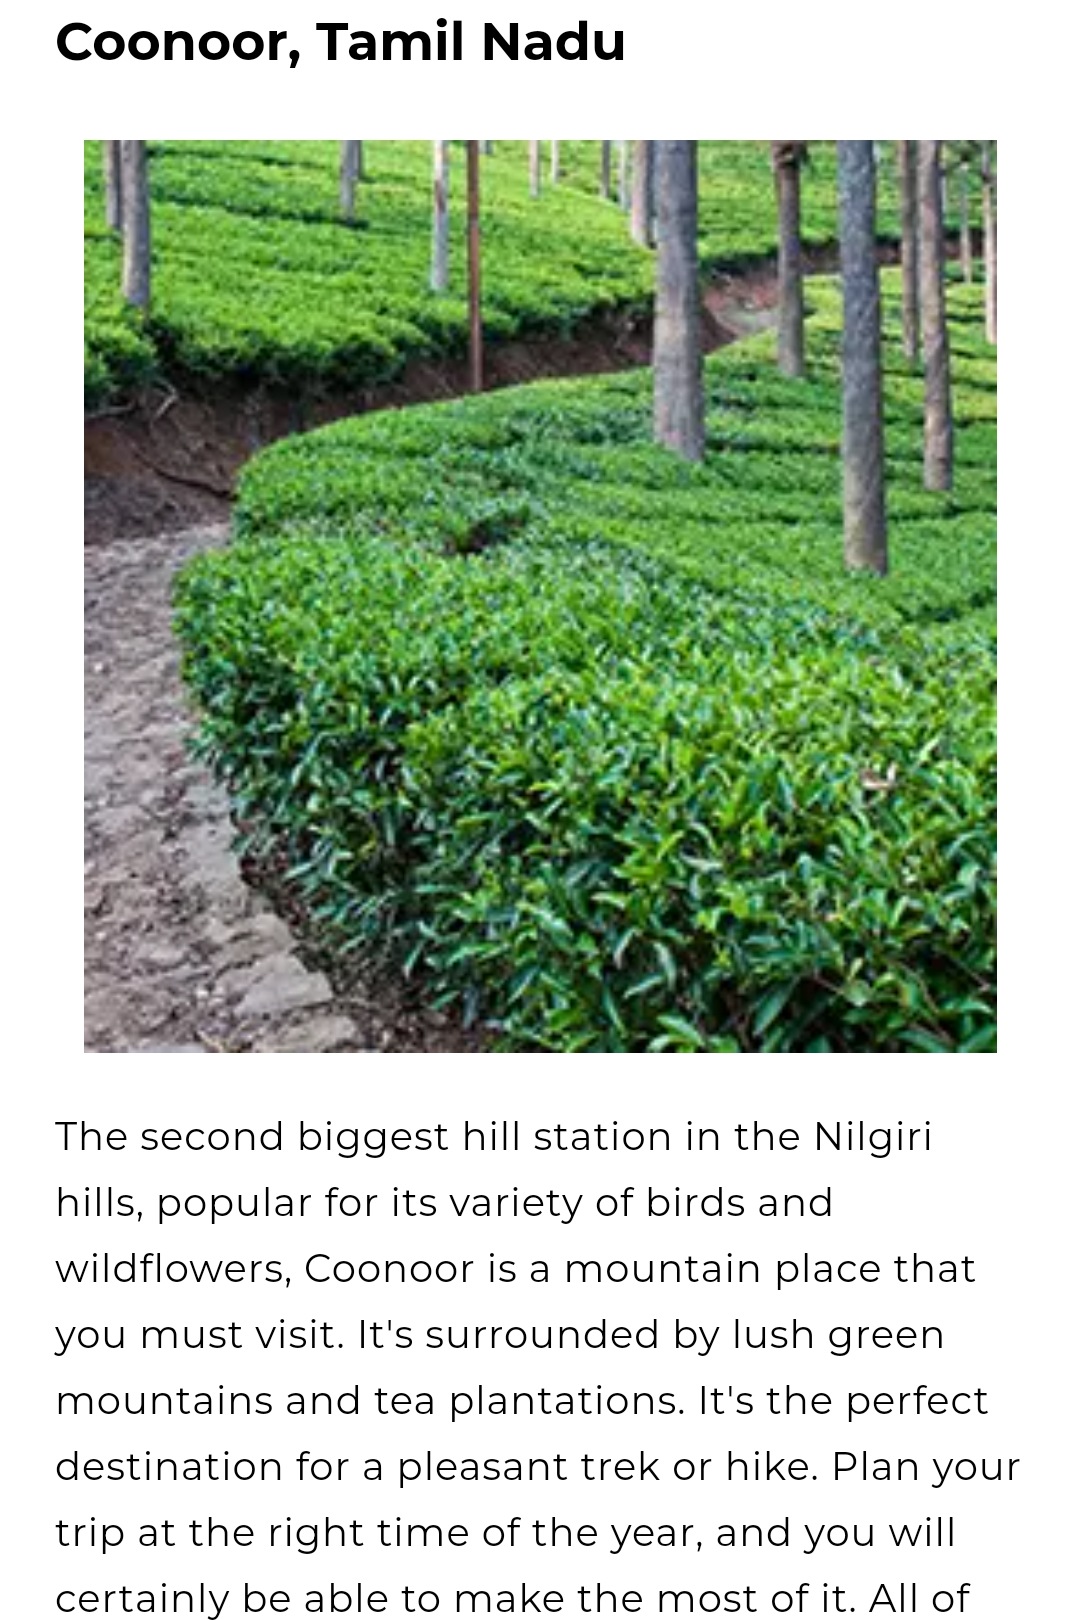 Coonoor, Tamil Nadu
The second biggest hill station in the Nilgiri
hills, popular for its variety of birds and
wildflowers, Coonoor is a mountain place that
you must visit. It's surrounded by lush green
mountains and tea plantations. It's the perfect
destination for a pleasant trek or hike. Plan your
trip at the right time of the year, and you will
certainly be able to make the most of it. All of